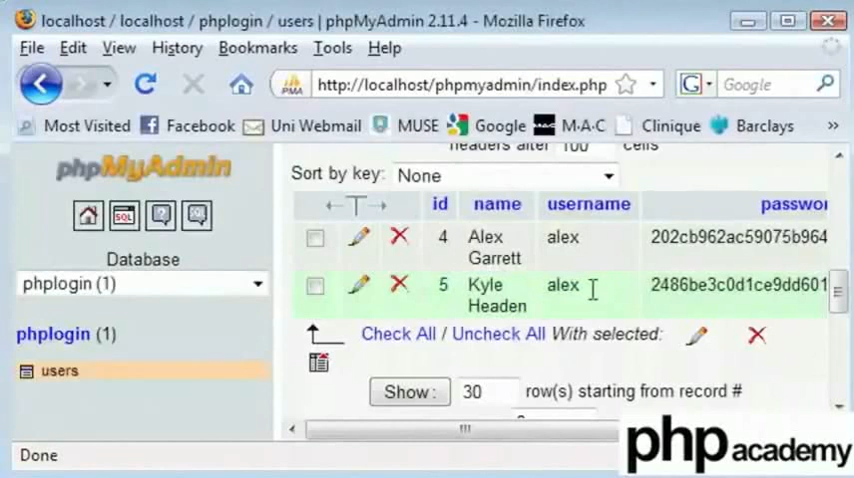 localhost / localhost / phplogin / users | phpMyAdmin 2.11.4 - Mozilla Firefox
File Edit View History Bookmarks Tools Help
PMA http://localhost/phpmyadmin/index.php G Google
Most Visited Facebook Uni Webmail MUSE Google M·A·C Clinique Barclays »
phpMyAdmin
SQL
Database
phplogin (1)
phplogin (1)
users
headers after 100 cells
Sort by key: None
←T→ id name username passwor
4 Alex Garrett alex 202cb962ac59075b964
5 Kyle Headen alex 2486be3c0d1ce9dd601
Check All / Uncheck All With selected:
Show : 30 row(s) starting from record #
Done
php academy